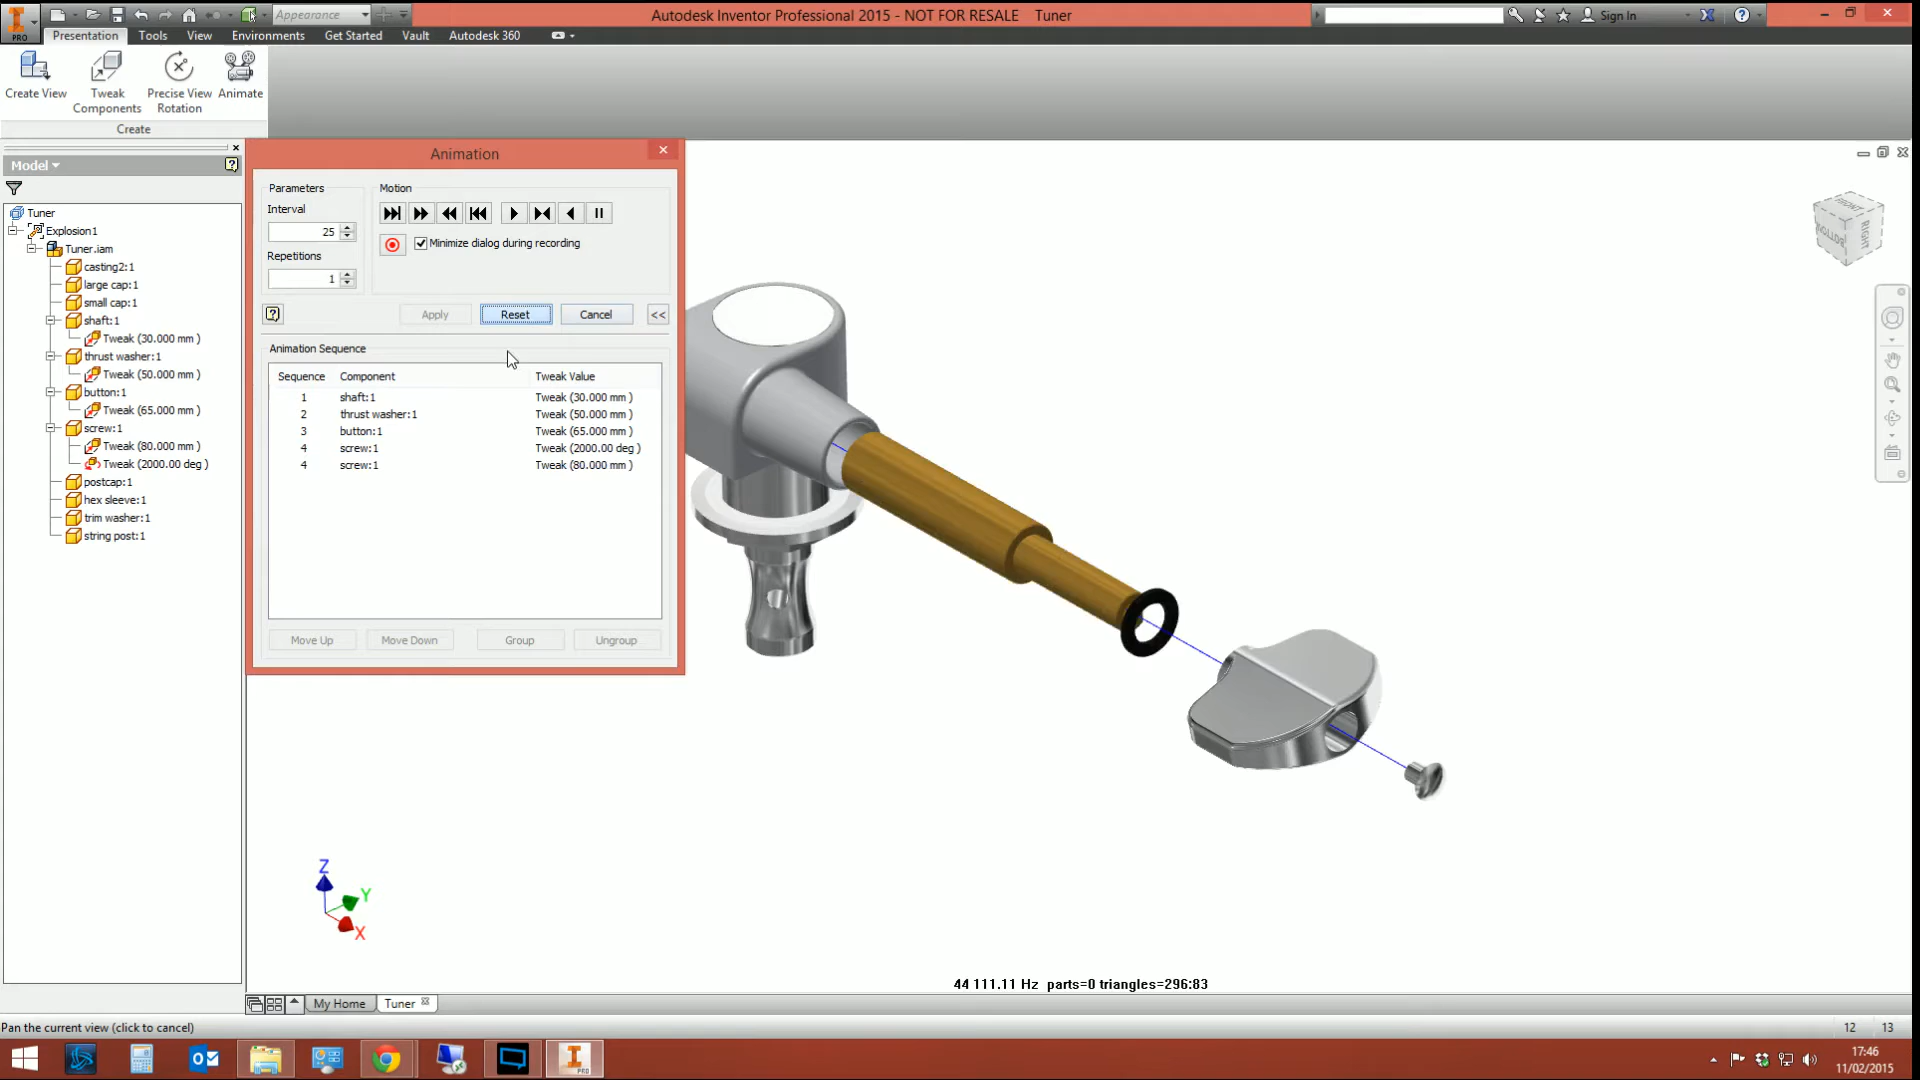 Appearance
Autodesk Inventor Professional 2015 - NOT FOR RESALE Tuner
Sign In
PRO
Presentation Tools View Environments Get Started Vault Autodesk 360
Create View
Tweak Components
Precise View Rotation
Animate
Create
Model
Tuner
Explosion1
Tuner.iam
casting2:1
large cap:1
small cap:1
shaft:1
Tweak (30.000 mm )
thrust washer:1
Tweak (50.000 mm )
button:1
Tweak (65.000 mm )
screw:1
Tweak (80.000 mm )
Tweak (2000.00 deg )
postcap:1
hex sleeve:1
trim washer:1
string post:1
Animation
Parameters
Interval
25
Repetitions
1
Motion
Minimize dialog during recording
Apply Reset Cancel <<
Animation Sequence
Sequence Component Tweak Value
1 shaft:1 Tweak (30.000 mm )
2 thrust washer:1 Tweak (50.000 mm )
3 button:1 Tweak (65.000 mm )
4 screw:1 Tweak (2000.00 deg )
4 screw:1 Tweak (80.000 mm )
Move Up Move Down Group Ungroup
FRONT
RIGHT
BOTTOM
Z
Y
X
44 111.11 Hz parts=0 triangles=296:83
My Home Tuner
Pan the current view (click to cancel)
12 13
PRO
17:46
11/02/2015